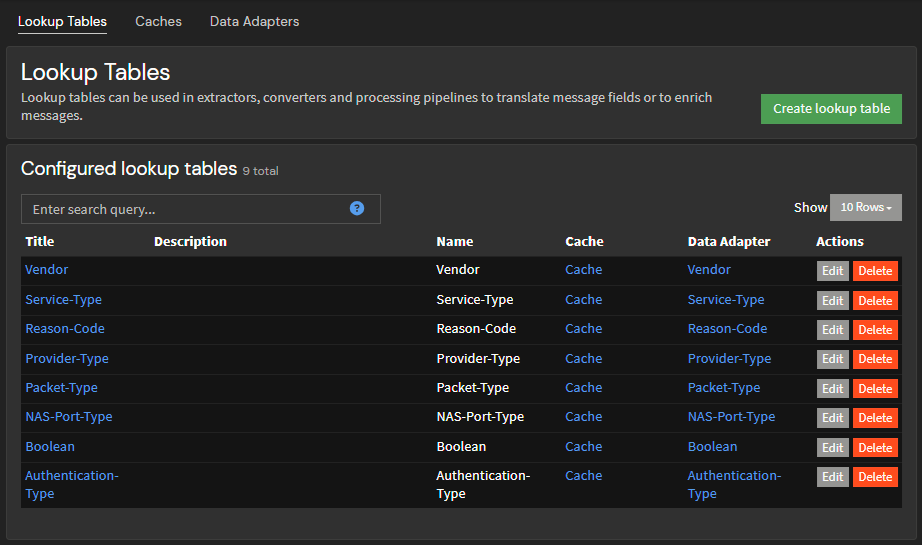 Lookup Tables Caches Data Adapters
Lookup Tables
Lookup tables can be used in extractors, converters and processing pipelines to translate message fields or to enrich
messages.
Create lookup table
Configured lookup tables 9 total
Enter search query... ?
Show 10 Rows
Title Description Name Cache Data Adapter Actions
Vendor Vendor Cache Vendor Edit Delete
Service-Type Service-Type Cache Service-Type Edit Delete
Reason-Code Reason-Code Cache Reason-Code Edit Delete
Provider-Type Provider-Type Cache Provider-Type Edit Delete
Packet-Type Packet-Type Cache Packet-Type Edit Delete
NAS-Port-Type NAS-Port-Type Cache NAS-Port-Type Edit Delete
Boolean Boolean Cache Boolean Edit Delete
Authentication- Authentication- Cache Authentication- Edit Delete
Type Type Type